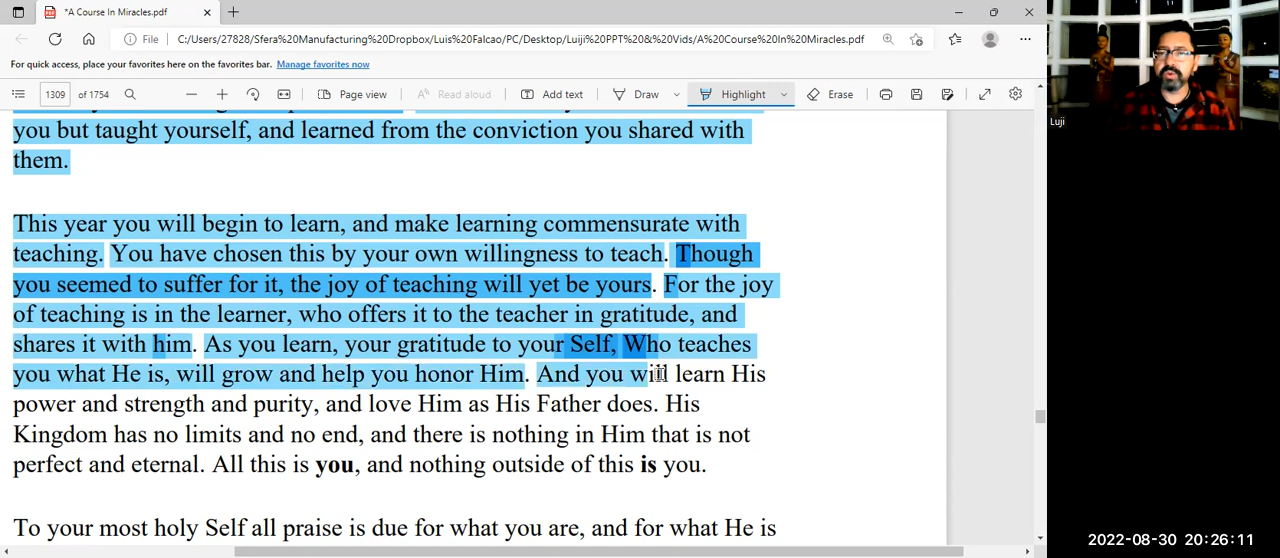 *A Course In Miracles.pdf
File
C:/Users/27828/Sfera%20Manufacturing%20Dropbox/Luis%20Falcao/PC/Desktop/Luiji%20PPT%20&%20Vids/A%20Course%20In%20Miracles.pdf
For quick access, place your favorites here on the favorites bar. Manage favorites now
1309 of 1754 Page view Read aloud Add text Draw Highlight Erase
you but taught yourself, and learned from the conviction you shared with
them.
This year you will begin to learn, and make learning commensurate with
teaching. You have chosen this by your own willingness to teach. Though
you seemed to suffer for it, the joy of teaching will yet be yours. For the joy
of teaching is in the learner, who offers it to the teacher in gratitude, and
shares it with him. As you learn, your gratitude to your Self, Who teaches
you what He is, will grow and help you honor Him. And you will learn His
power and strength and purity, and love Him as His Father does. His
Kingdom has no limits and no end, and there is nothing in Him that is not
perfect and eternal. All this is you, and nothing outside of this is you.
To your most holy Self all praise is due for what you are, and for what He is
Luji
2022-08-30 20:26:11